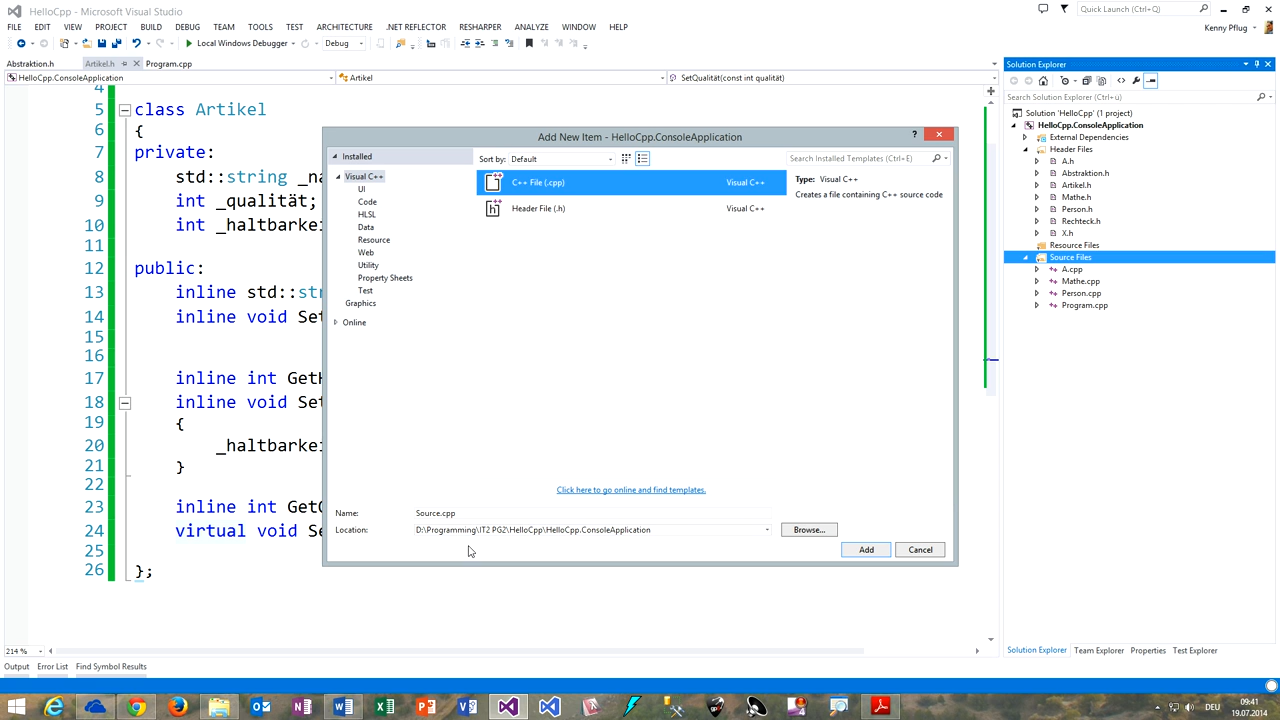 HelloCpp - Microsoft Visual Studio
Quick Launch (Ctrl+Q)
FILE EDIT VIEW PROJECT BUILD DEBUG TEAM TOOLS TEST ARCHITECTURE .NET REFLECTOR RESHARPER ANALYZE WINDOW HELP
Kenny Pflug
Local Windows Debugger
Debug
Abstraktion.h
Artikel.h
Program.cpp
HelloCpp.ConsoleApplication
Artikel
SetQualität(const int qualität)
4
5 class Artikel
6 {
7 private:
8 std::string _na
9 int _qualität;
10 int _haltbarkei
11
12 public:
13 inline std::str
14 inline void Set
15
16
17 inline int GetH
18 inline void Set
19 {
20 _haltbarkei
21 }
22
23 inline int GetQ
24 virtual void Se
25
26 };
214 %
Output Error List Find Symbol Results
Add New Item - HelloCpp.ConsoleApplication
?
Installed
Visual C++
UI
Code
HLSL
Data
Resource
Web
Utility
Property Sheets
Test
Graphics
Online
Sort by: Default
Search Installed Templates (Ctrl+E)
C++ File (.cpp) Visual C++
Header File (.h) Visual C++
Type: Visual C++
Creates a file containing C++ source code
Click here to go online and find templates.
Name: Source.cpp
Location: D:\Programming\IT2 PG2\HelloCpp\HelloCpp.ConsoleApplication
Browse...
Add Cancel
Solution Explorer
Search Solution Explorer (Ctrl+ü)
Solution 'HelloCpp' (1 project)
HelloCpp.ConsoleApplication
External Dependencies
Header Files
A.h
Abstraktion.h
Artikel.h
Mathe.h
Person.h
Rechteck.h
X.h
Resource Files
Source Files
A.cpp
Mathe.cpp
Person.cpp
Program.cpp
Solution Explorer Team Explorer Properties Test Explorer
DEU
09:41
19.07.2014